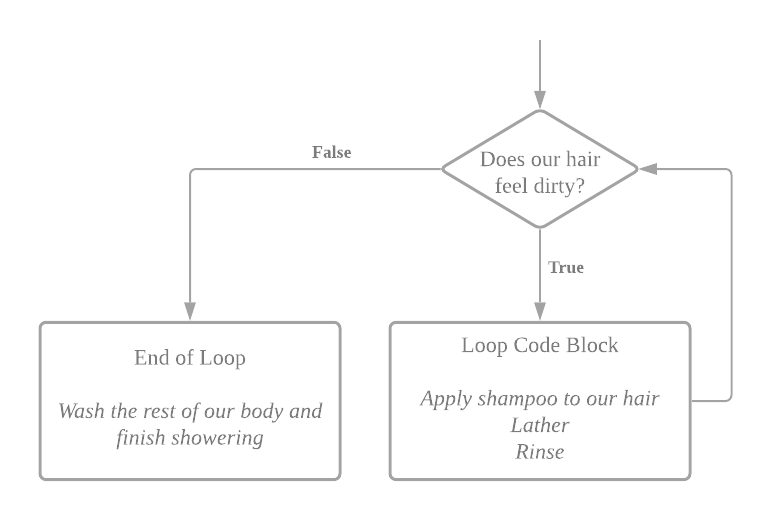 Does our hair
feel dirty?
False
True
End of Loop
Wash the rest of our body and
finish showering
Loop Code Block
Apply shampoo to our hair
Lather
Rinse